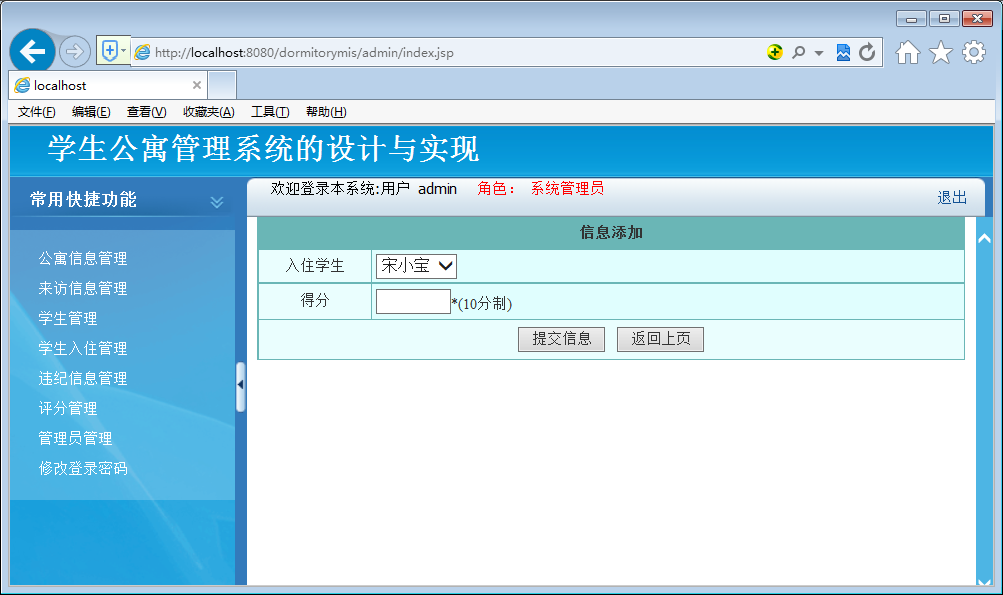 http://localhost:8080/dormitorymis/admin/index.jsp
localhost
文件(F) 编辑(E) 查看(V) 收藏夹(A) 工具(T) 帮助(H)
学生公寓管理系统的设计与实现
常用快捷功能
欢迎登录本系统:用户 admin 角色： 系统管理员
退出
公寓信息管理
来访信息管理
学生管理
学生入住管理
违纪信息管理
评分管理
管理员管理
修改登录密码
信息添加
入住学生 宋小宝
得分 *(10分制)
提交信息 返回上页